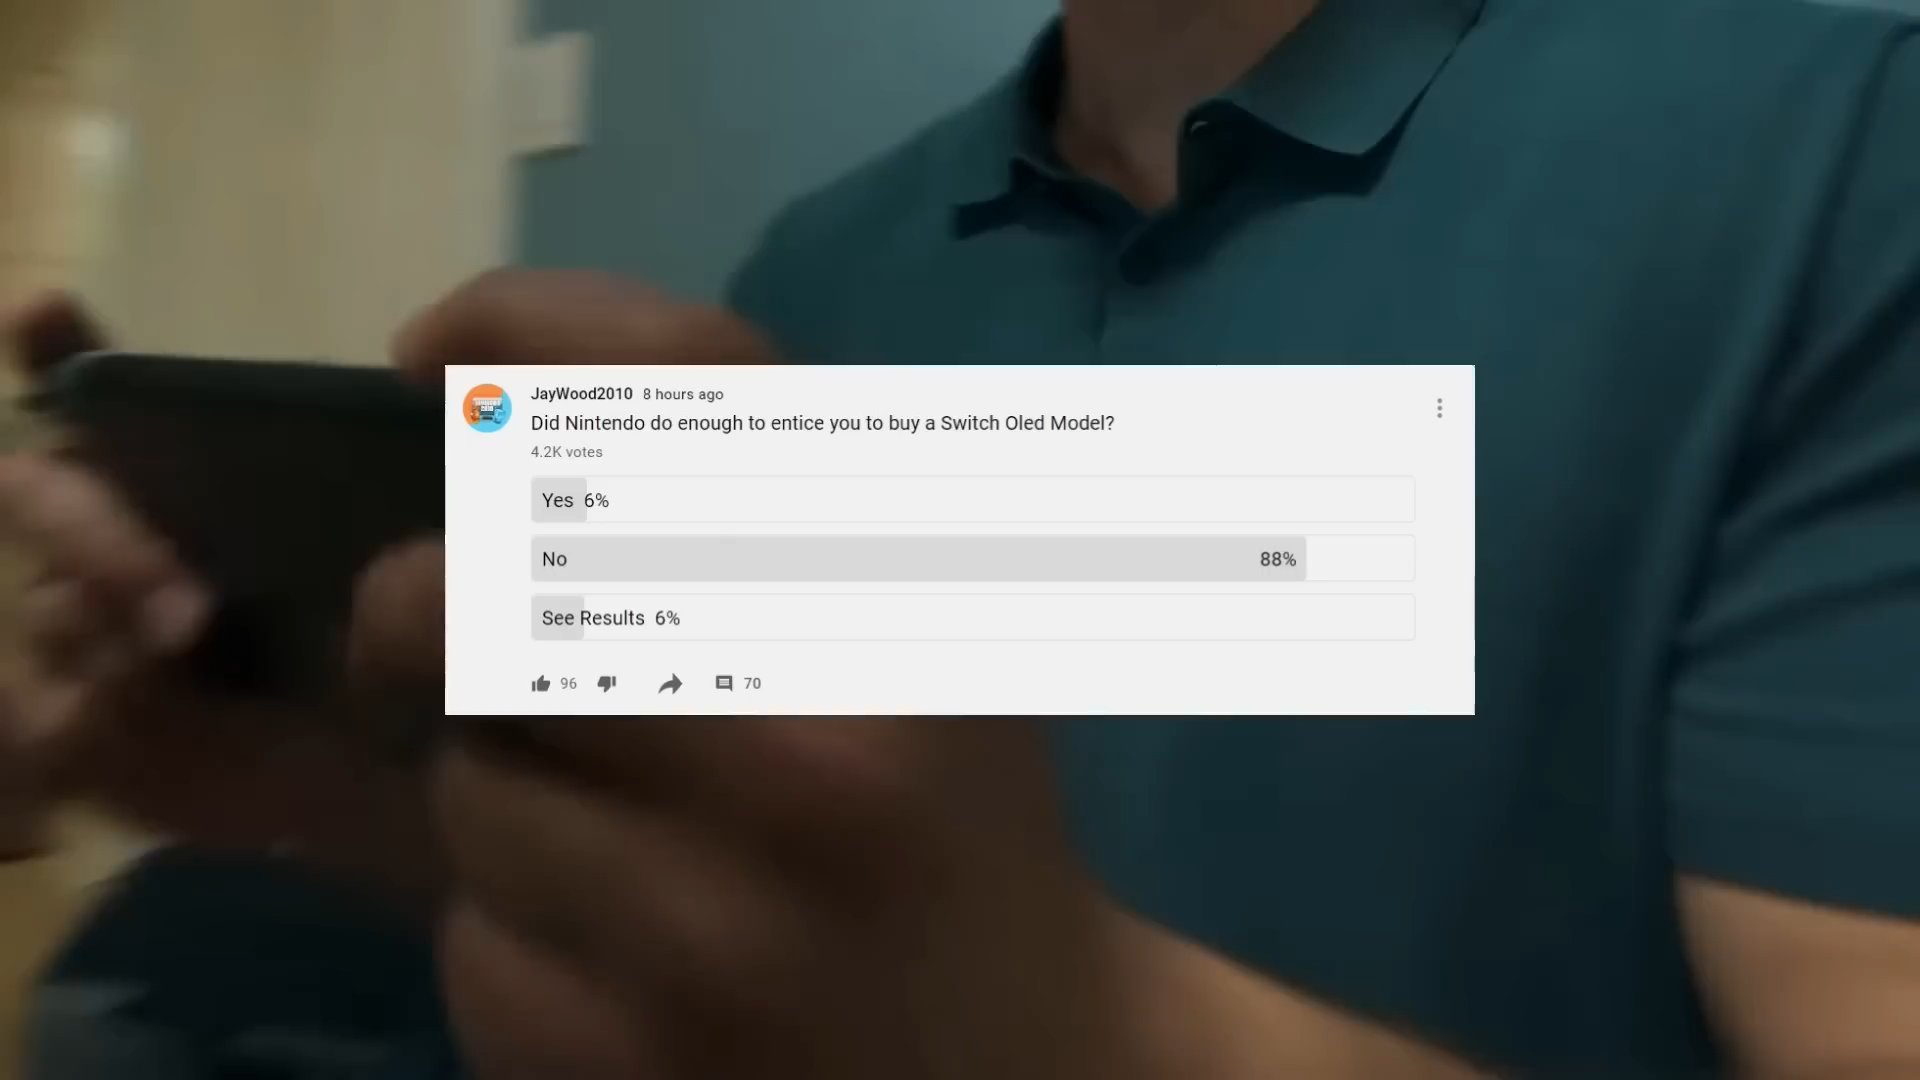 JayWood2010 8 hours ago
Did Nintendo do enough to entice you to buy a Switch Oled Model?
4.2K votes
Yes 6%
No 88%
See Results 6%
96 70